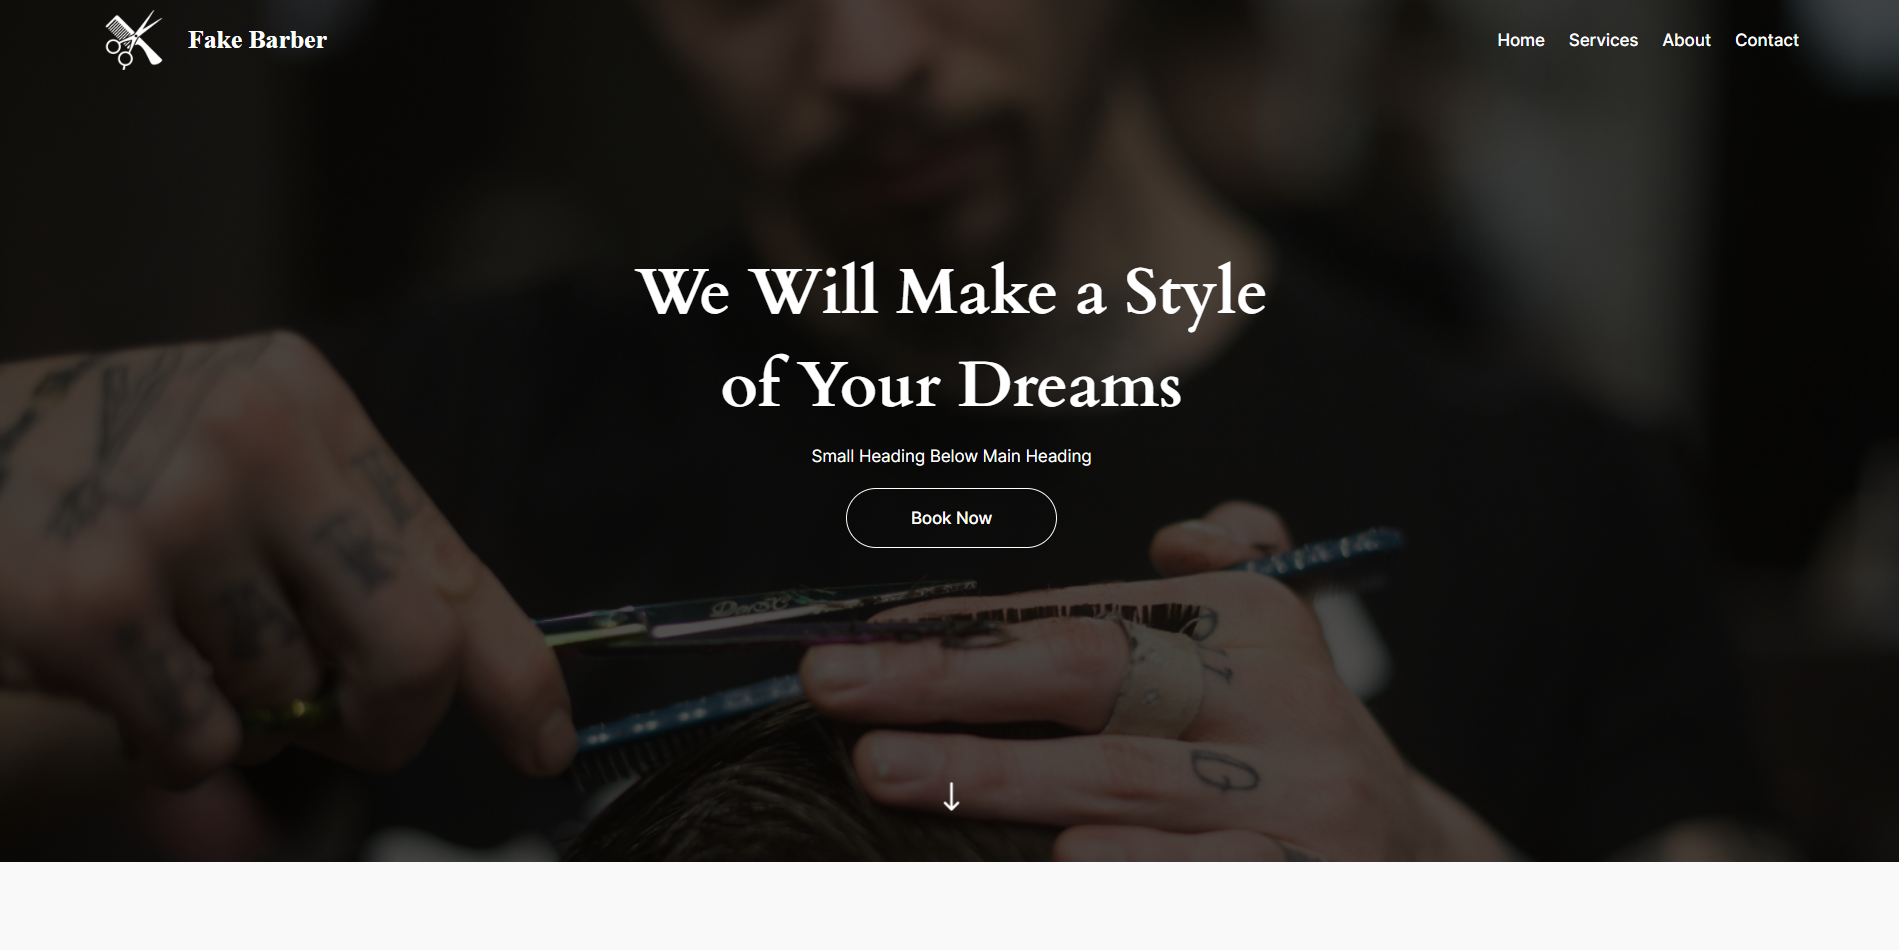 Fake Barber
Home Services About Contact
We Will Make a Style
of Your Dreams
Small Heading Below Main Heading
Book Now
G